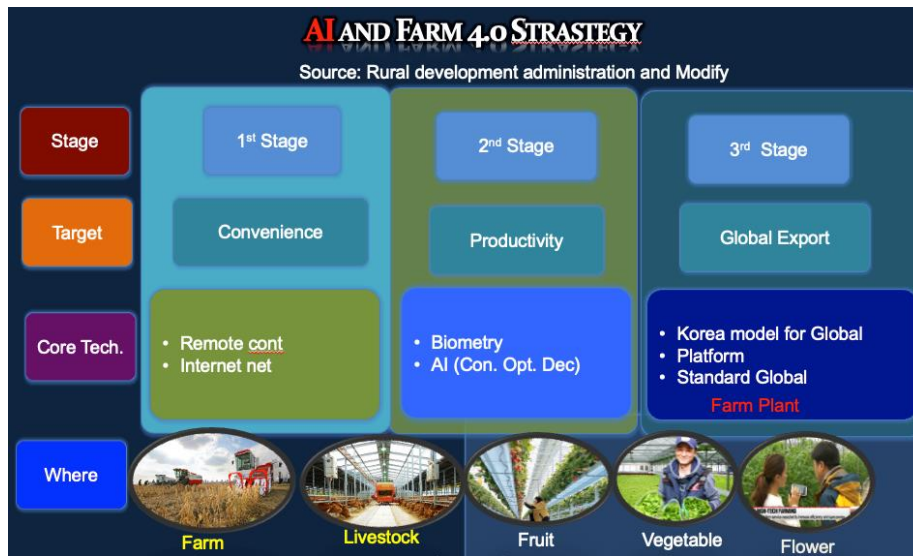 AI AND FARM 4.0 STRASTEGY
Source: Rural development administration and Modify
Stage
1st Stage
2nd Stage
3rd Stage
Target
Convenience
Productivity
Global Export
Core Tech.
• Remote cont
• Internet net
• Biometry
• AI (Con. Opt. Dec)
• Korea model for Global
• Platform
• Standard Global
Farm Plant
Where
Farm
Livestock
Fruit
Vegetable
Flower